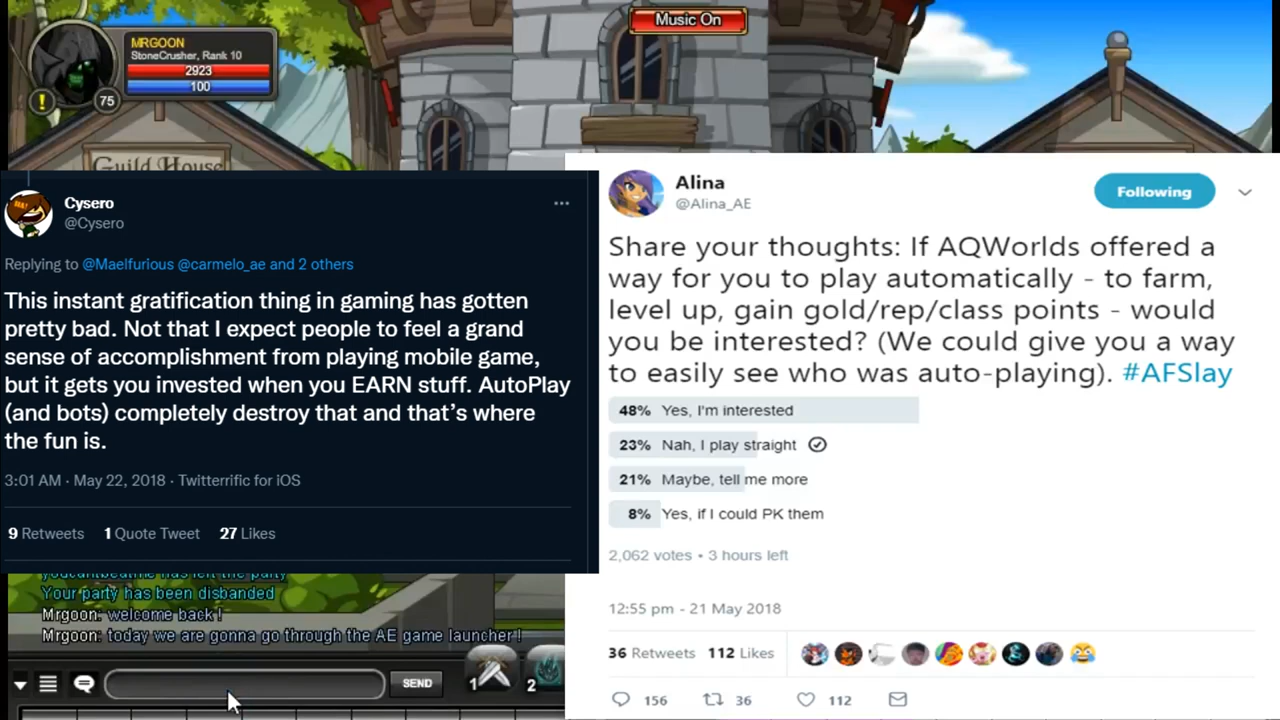 Music On
MRGOON
StoneCrusher, Rank 10
2923
100
75
Guild House
Cysero
@Cysero
Replying to @Maelfurious @carmelo_ae and 2 others
This instant gratification thing in gaming has gotten
pretty bad. Not that I expect people to feel a grand
sense of accomplishment from playing mobile game,
but it gets you invested when you EARN stuff. AutoPlay
(and bots) completely destroy that and that’s where
the fun is.
3:01 AM · May 22, 2018 · Twitterrific for iOS
9 Retweets 1 Quote Tweet 27 Likes
Alina
@Alina_AE
Following
Share your thoughts: If AQWorlds offered a
way for you to play automatically - to farm,
level up, gain gold/rep/class points - would
you be interested? (We could give you a way
to easily see who was auto-playing). #AFSlay
48% Yes, I'm interested
23% Nah, I play straight
21% Maybe, tell me more
8% Yes, if I could PK them
2,062 votes • 3 hours left
12:55 pm - 21 May 2018
36 Retweets 112 Likes
156 36 112
youcantbeatme has left the party
Your party has been disbanded
Mrgoon: welcome back !
Mrgoon: today we are gonna go through the AE game launcher !
SEND
1
2